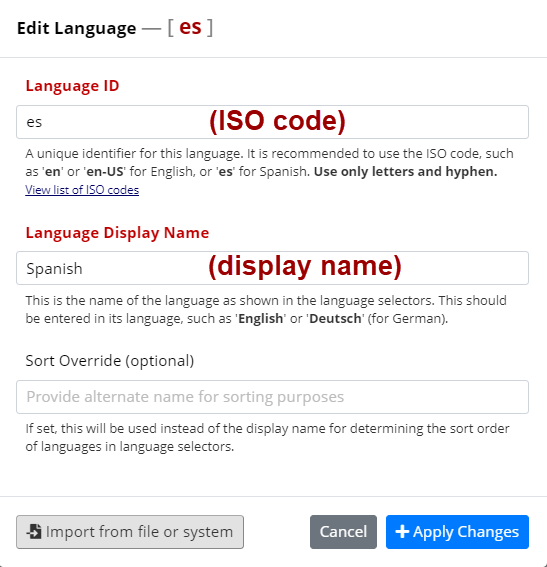 Edit Language — [ es ]
Language ID
es (ISO code)
A unique identifier for this language. It is recommended to use the ISO code, such
as 'en' or 'en-US' for English, or 'es' for Spanish. Use only letters and hyphen.
View list of ISO codes
Language Display Name
Spanish (display name)
This is the name of the language as shown in the language selectors. This should
be entered in its language, such as 'English' or 'Deutsch' (for German).
Sort Override (optional)
Provide alternate name for sorting purposes
If set, this will be used instead of the display name for determining the sort order
of languages in language selectors.
Import from file or system Cancel Apply Changes